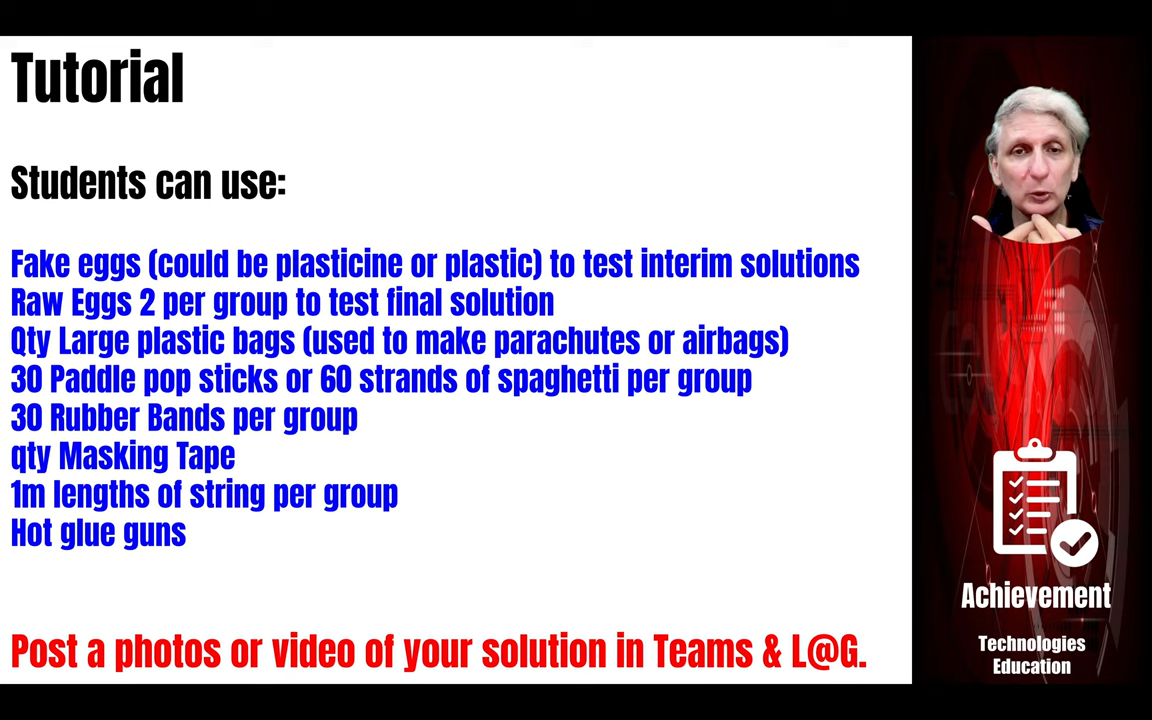 Tutorial
Students can use:
Fake eggs (could be plasticine or plastic) to test interim solutions
Raw Eggs 2 per group to test final solution
Qty Large plastic bags (used to make parachutes or airbags)
30 Paddle pop sticks or 60 strands of spaghetti per group
30 Rubber Bands per group
qty Masking Tape
1m lengths of string per group
Hot glue guns
Post a photos or video of your solution in Teams & L@G.
Achievement
Technologies
Education